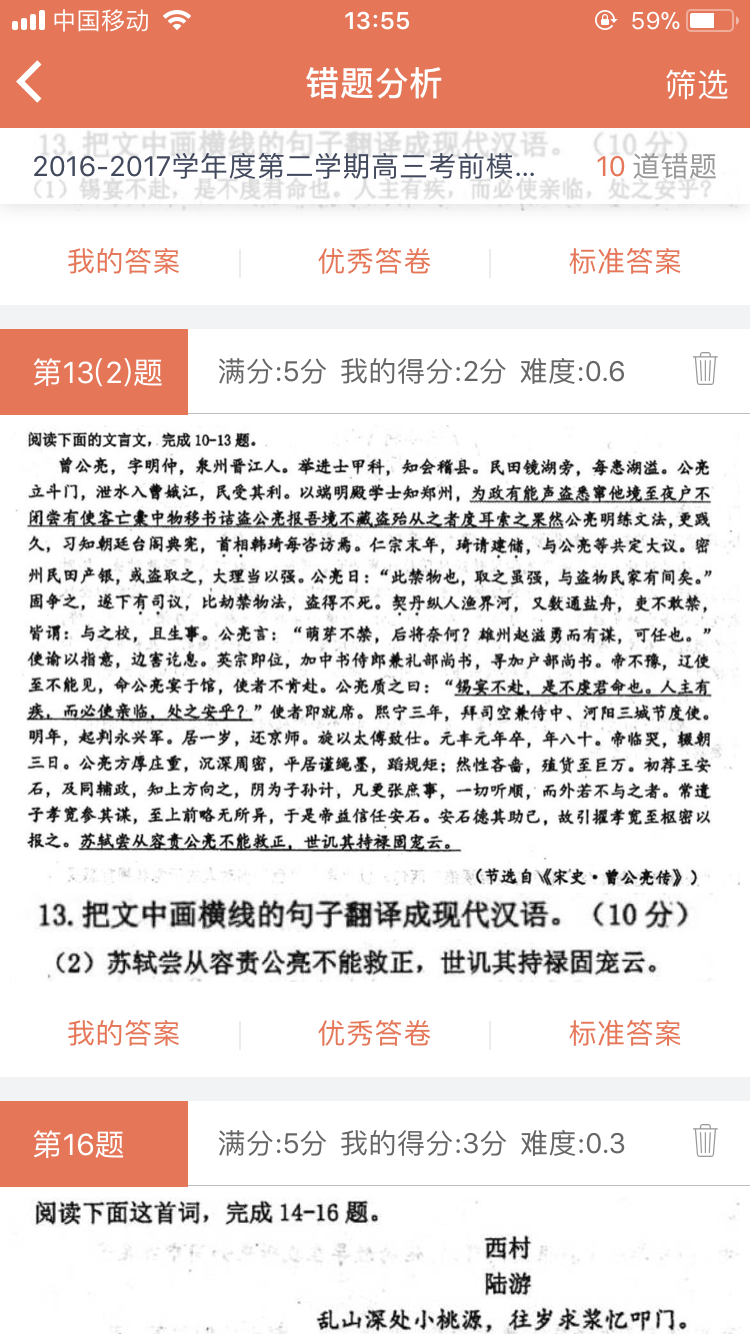 中国移动 13:55 59%
错题分析 筛选
13.把文中画横线的句子翻译成现代汉语。（10分）
2016-2017学年度第二学期高三考前模... 10 道错题
（1）锡宴不赴，是不虔君命也。人主有疾，而必使亲临，处之安乎？
我的答案 优秀答卷 标准答案
第13(2)题 满分:5分 我的得分:2分 难度:0.6
阅读下面的文言文，完成10-13题。
曾公亮，字明仲，泉州晋江人。举进士甲科，知会稽县。民田镜湖旁，每患湖溢。公亮
立斗门，泄水入曹娥江，民受其利。以端明殿学士知郑州，为政有能声盗悉窜他境至夜户不
闭尝有使客亡橐中物移书诘盗公亮报吾境不藏盗殆从之者度耳索之果然公亮明练文法，更践
久，习知朝廷台阁典宪，首相韩琦每咨访焉。仁宗末年，琦请建储，与公亮等共定大议。密
州民田产银，或盗取之，大理当以强。公亮曰：“此禁物也，取之虽强，与盗物民家有间矣。”
固争之，遂下有司议，比劫禁物法，盗得不死。契丹纵人渔界河，又数通盐舟，吏不敢禁，
皆谓：与之校，且生事。公亮言：“萌芽不禁，后将奈何？雄州赵滋勇而有谋，可任也。”
使谕以指意，边害讫息。英宗即位，加中书侍郎兼礼部尚书，寻加户部尚书。帝不豫，辽使
至不能见，命公亮宴于馆，使者不肯赴。公亮质之曰：“锡宴不赴，是不虔君命也。人主有
疾，而必使亲临，处之安乎？”使者即就席。熙宁三年，拜司空兼侍中、河阳三城节度使。
明年，起判永兴军。居一岁，还京师。旋以太傅致仕。元丰元年卒，年八十。帝临哭，辍朝
三日。公亮方厚庄重，沉深周密，平居谨绳墨，蹈规矩；然性吝啬，殖货至巨万。初荐王安
石，及同辅政，知上方向之，阴为子孙计，凡更张庶事，一切听顺，而外若不与之者。常遣
子孝宽参其谋，至上前略无所异，于是帝益信任安石。安石德其助己，故引擢孝宽至枢密以
报之。苏轼尝从容责公亮不能救正，世讥其持禄固宠云。
（节选自《宋史·曾公亮传》）
13.把文中画横线的句子翻译成现代汉语。（10分）
（2）苏轼尝从容责公亮不能救正，世讥其持禄固宠云。
我的答案 优秀答卷 标准答案
第16题 满分:5分 我的得分:3分 难度:0.3
阅读下面这首词，完成14-16题。
西村
陆游
乱山深处小桃源，往岁求浆忆叩门。